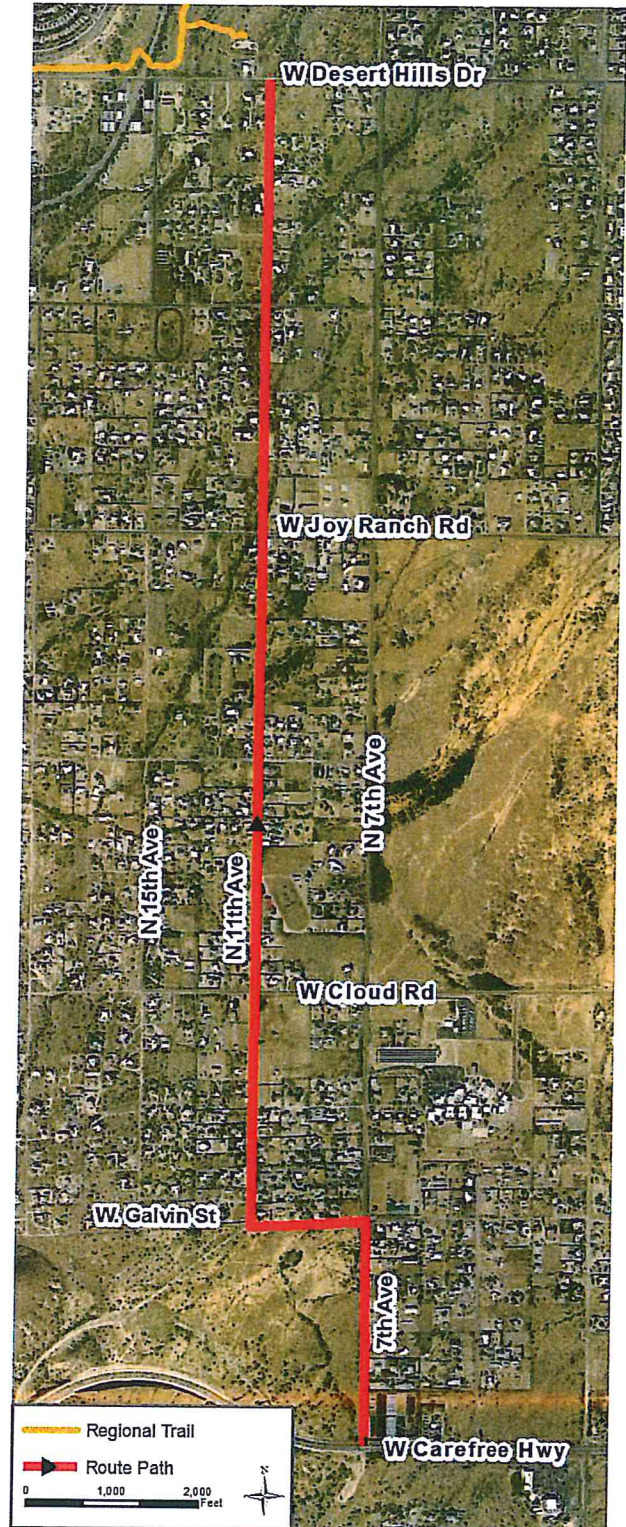 W Desert Hills Dr
W Joy Ranch Rd
N 7th Ave
N 15th Ave
N 11th Ave
W Cloud Rd
W. Galvin St
7th Ave
W Carefree Hwy
Regional Trail
Route Path
0 1,000 2,000
Feet
N